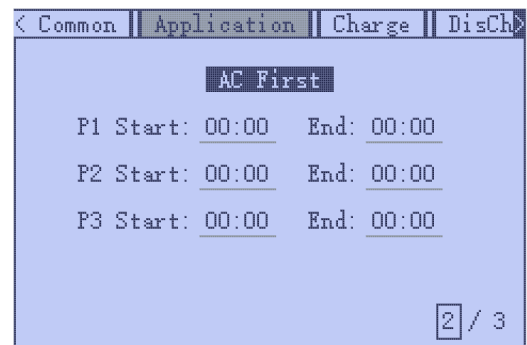 < Common Application Charge DisCh>
AC First
P1 Start: 00:00 End: 00:00
P2 Start: 00:00 End: 00:00
P3 Start: 00:00 End: 00:00
2 / 3